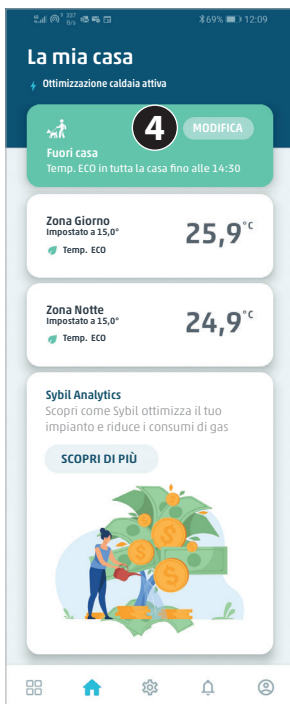 337 B/s 69% 12:09
La mia casa
Ottimizzazione caldaia attiva
4 MODIFICA
Fuori casa
Temp. ECO in tutta la casa fino alle 14:30
Zona Giorno
Impostato a 15,0°
Temp. ECO
25,9°C
Zona Notte
Impostato a 15,0°
Temp. ECO
24,9°C
Sybil Analytics
Scopri come Sybil ottimizza il tuo
impianto e riduce i consumi di gas
SCOPRI DI PIÙ